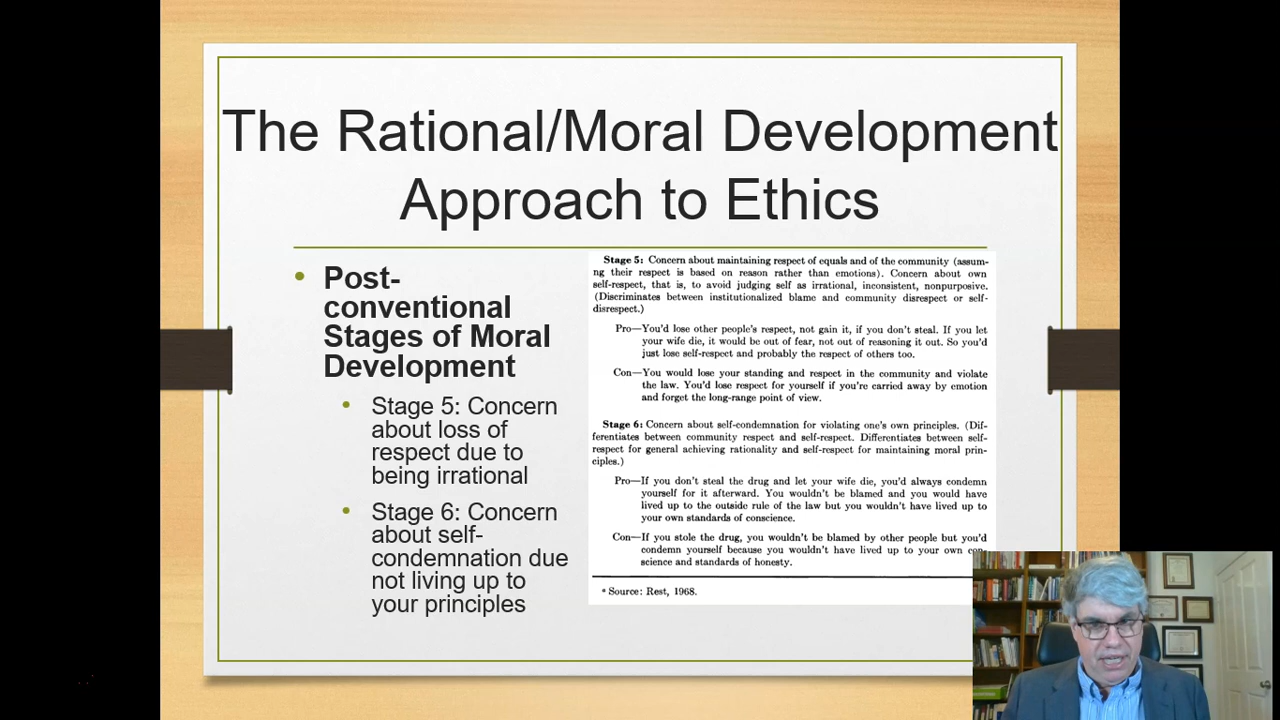 The Rational/Moral Development
Approach to Ethics
• Post-
conventional
Stages of Moral
Development
• Stage 5: Concern
about loss of
respect due to
being irrational
• Stage 6: Concern
about self-
condemnation due
not living up to
your principles
Stage 5: Concern about maintaining respect of equals and of the community (assum-
ng their respect is based on reason rather than emotions). Concern about own
self-respect, that is, to avoid judging self as irrational, inconsistent, nonpurposive.
(Discriminates between institutionalized blame and community disrespect or self-
disrespect.)
Pro—You'd lose other people's respect, not gain it, if you don't steal. If you let
your wife die, it would be out of fear, not out of reasoning it out. So you'd
just lose self-respect and probably the respect of others too.
Con—You would lose your standing and respect in the community and violate
the law. You'd lose respect for yourself if you're carried away by emotion
and forget the long-range point of view.
Stage 6: Concern about self-condemnation for violating one's own principles. (Dif-
ferentiates between community respect and self-respect. Differentiates between self-
respect for general achieving rationality and self-respect for maintaining moral prin-
ciples.)
Pro—If you don't steal the drug and let your wife die, you'd always condemn
yourself for it afterward. You wouldn't be blamed and you would have
lived up to the outside rule of the law but you wouldn't have lived up to
your own standards of conscience.
Con—If you stole the drug, you wouldn't be blamed by other people but you'd
condemn yourself because you wouldn't have lived up to your own con-
science and standards of honesty.
* Source: Rest, 1968.